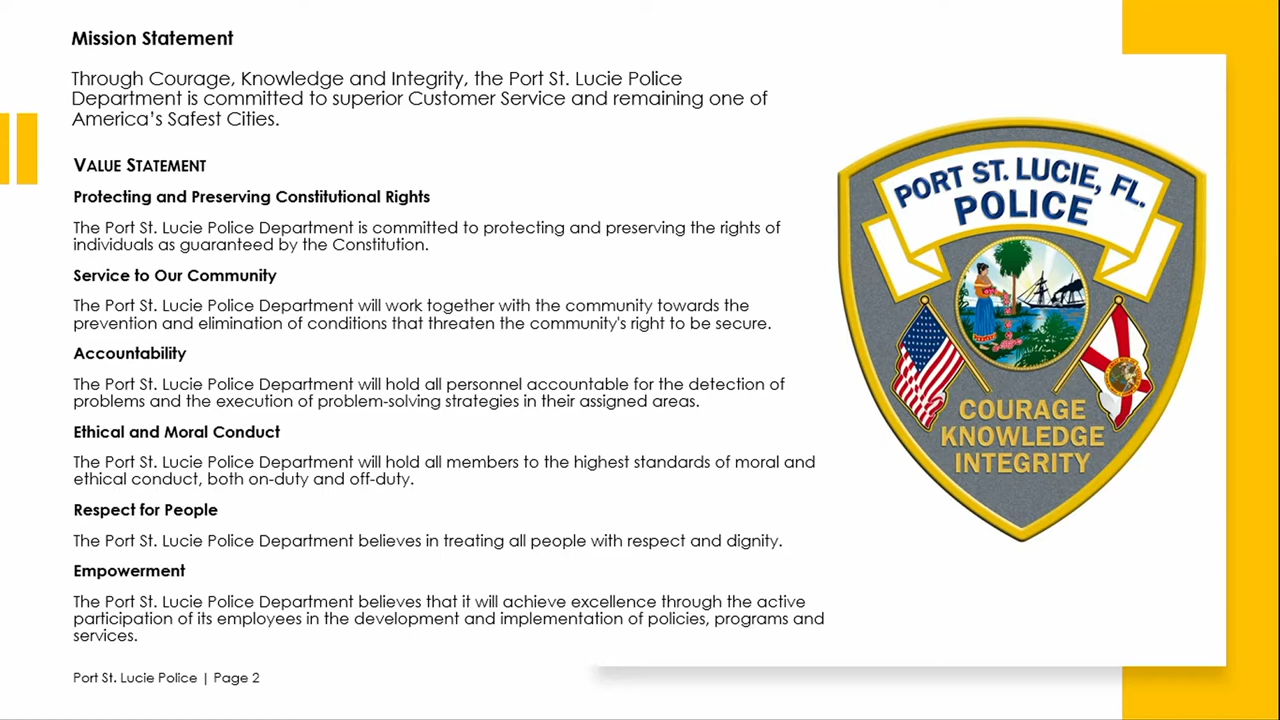 Mission Statement
Through Courage, Knowledge and Integrity, the Port St. Lucie Police
Department is committed to superior Customer Service and remaining one of
America's Safest Cities.
VALUE STATEMENT
Protecting and Preserving Constitutional Rights
The Port St. Lucie Police Department is committed to protecting and preserving the rights of
individuals as guaranteed by the Constitution.
Service to Our Community
The Port St. Lucie Police Department will work together with the community towards the
prevention and elimination of conditions that threaten the community's right to be secure.
Accountability
The Port St. Lucie Police Department will hold all personnel accountable for the detection of
problems and the execution of problem-solving strategies in their assigned areas.
Ethical and Moral Conduct
The Port St. Lucie Police Department will hold all members to the highest standards of moral and
ethical conduct, both on-duty and off-duty.
Respect for People
The Port St. Lucie Police Department believes in treating all people with respect and dignity.
Empowerment
The Port St. Lucie Police Department believes that it will achieve excellence through the active
participation of its employees in the development and implementation of policies, programs and
services.
Port St. Lucie Police | Page 2
PORT ST. LUCIE, FL.
POLICE
COURAGE
KNOWLEDGE
INTEGRITY